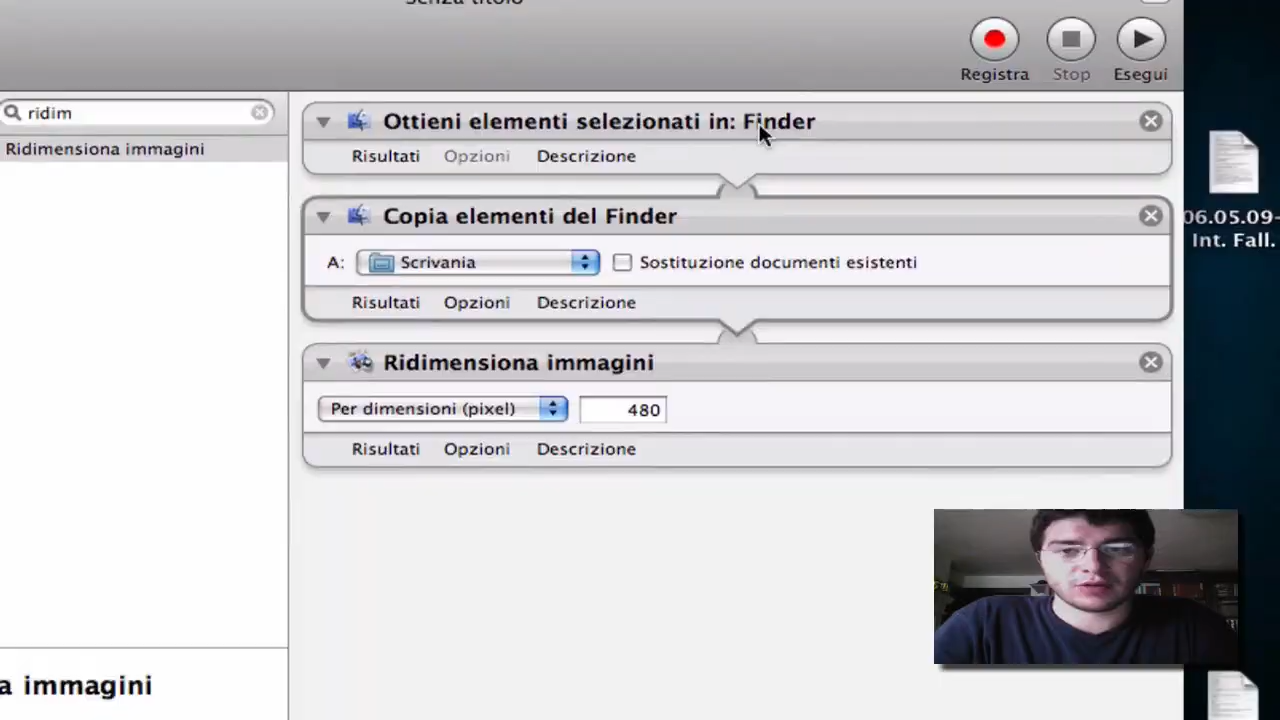 Senza titolo
Registra
Stop
Esegui
ridim
Ridimensiona immagini
Ottieni elementi selezionati in: Finder
Risultati Opzioni Descrizione
Copia elementi del Finder
A: Scrivania Sostituzione documenti esistenti
Risultati Opzioni Descrizione
Ridimensiona immagini
Per dimensioni (pixel) 480
Risultati Opzioni Descrizione
a immagini
06.05.09-
Int. Fall.